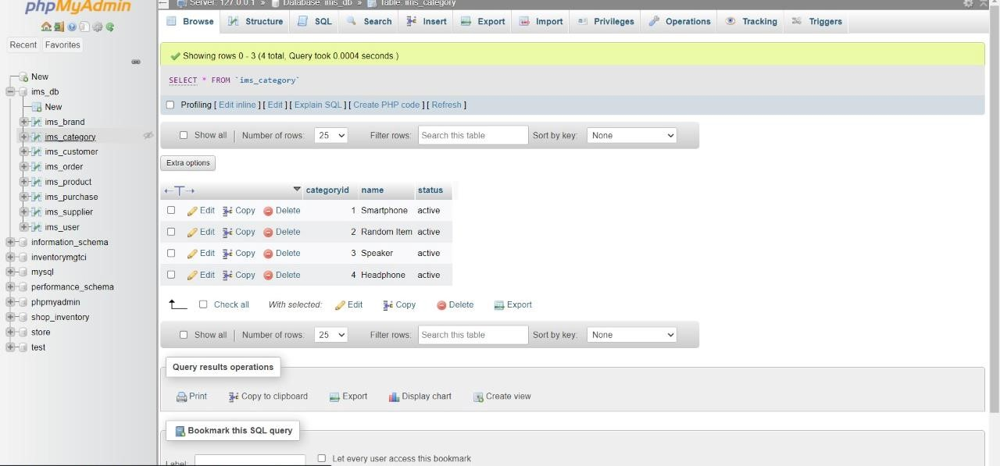 phpMyAdmin
Recent Favorites
New
ims_db
New
ims_brand
ims_category
ims_customer
ims_order
ims_product
ims_purchase
ims_supplier
ims_user
information_schema
inventorymgtci
mysql
performance_schema
phpmyadmin
shop_inventory
store
test
Server: 127.0.0.1 » Database: ims_db » Table: ims_category
Browse Structure SQL Search Insert Export Import Privileges Operations Tracking Triggers
Showing rows 0 - 3 (4 total, Query took 0.0004 seconds.)
SELECT * FROM `ims_category`
Profiling [ Edit inline ] [ Edit ] [ Explain SQL ] [ Create PHP code ] [ Refresh ]
Show all | Number of rows: 25 Filter rows: Search this table Sort by key: None
Extra options
←T→ categoryid name status
Edit Copy Delete 1 Smartphone active
Edit Copy Delete 2 Random Item active
Edit Copy Delete 3 Speaker active
Edit Copy Delete 4 Headphone active
Check all With selected: Edit Copy Delete Export
Show all | Number of rows: 25 Filter rows: Search this table Sort by key: None
Query results operations
Print Copy to clipboard Export Display chart Create view
Bookmark this SQL query
Label: Let every user access this bookmark